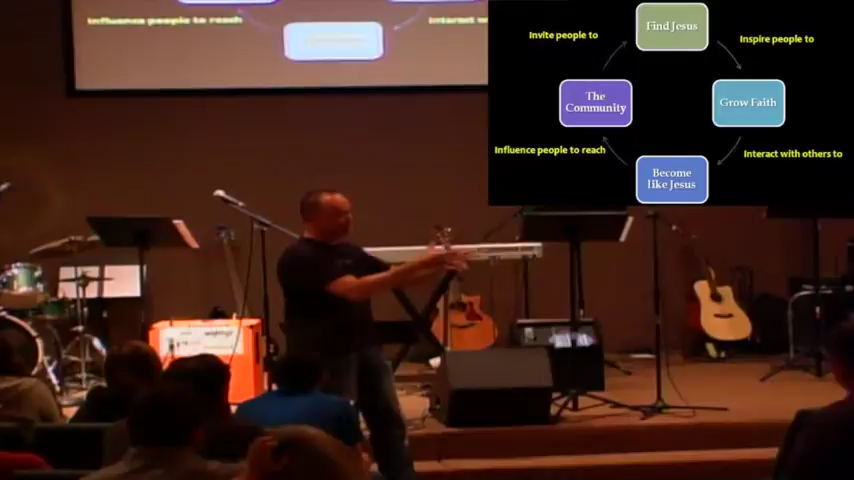 Influence people to reach
Interact w
Find Jesus
Invite people to
Inspire people to
The
Community
Grow Faith
Influence people to reach
Interact with others to
Become
like Jesus